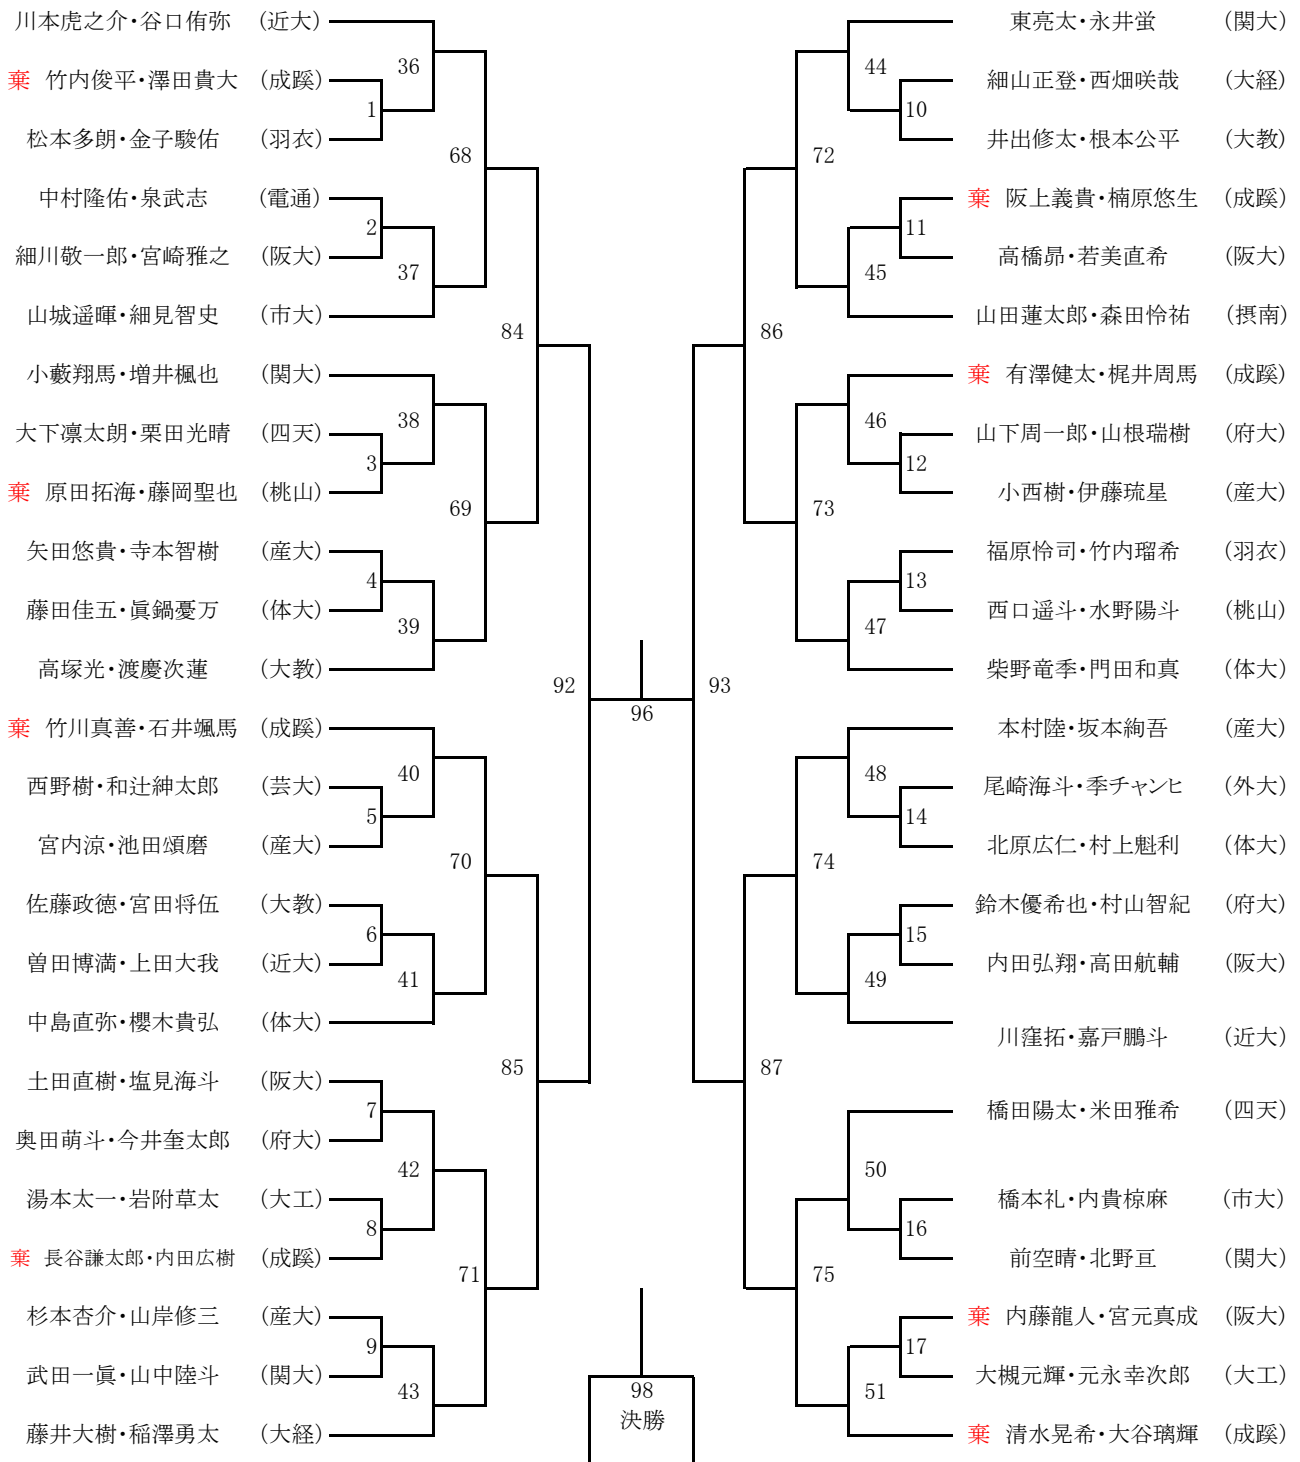 川本虎之介・谷口侑弥 （近大）
棄 竹内俊平・澤田貴大 （成蹊）
松本多朗・金子駿佑 （羽衣）
中村隆佑・泉武志 （電通）
細川敬一郎・宮崎雅之 （阪大）
山城遥暉・細見智史 （市大）
小藪翔馬・増井楓也 （関大）
大下凛太朗・栗田光晴 （四天）
棄 原田拓海・藤岡聖也 （桃山）
矢田悠貴・寺本智樹 （産大）
藤田佳五・眞鍋憂万 （体大）
高塚光・渡慶次蓮 （大教）
棄 竹川真善・石井颯馬 （成蹊）
西野樹・和辻紳太郎 （芸大）
宮内涼・池田頌磨 （産大）
佐藤政徳・宮田将伍 （大教）
曽田博満・上田大我 （近大）
中島直弥・櫻木貴弘 （体大）
土田直樹・塩見海斗 （阪大）
奥田萌斗・今井奎太郎 （府大）
湯本太一・岩附草太 （大工）
棄 長谷謙太郎・内田広樹 （成蹊）
杉本杏介・山岸修三 （産大）
武田一眞・山中陸斗 （関大）
藤井大樹・稲澤勇太 （大経）
1
2
3
4
5
6
7
8
9
36
37
38
39
40
41
42
43
68
69
70
71
84
85
92
96
98
決勝
93
86
87
72
73
74
75
44
45
46
47
48
49
50
51
10
11
12
13
14
15
16
17
東亮太・永井蛍 （関大）
細山正登・西畑咲哉 （大経）
井出修太・根本公平 （大教）
棄 阪上義貴・楠原悠生 （成蹊）
高橋昴・若美直希 （阪大）
山田蓮太郎・森田怜祐 （摂南）
棄 有澤健太・梶井周馬 （成蹊）
山下周一郎・山根瑞樹 （府大）
小西樹・伊藤琉星 （産大）
福原怜司・竹内瑠希 （羽衣）
西口遥斗・水野陽斗 （桃山）
柴野竜季・門田和真 （体大）
本村陸・坂本絢吾 （産大）
尾崎海斗・季チャンヒ （外大）
北原広仁・村上魁利 （体大）
鈴木優希也・村山智紀 （府大）
内田弘翔・高田航輔 （阪大）
川窪拓・嘉戸鵬斗 （近大）
橋田陽太・米田雅希 （四天）
橋本礼・内貴椋麻 （市大）
前空晴・北野亘 （関大）
棄 内藤龍人・宮元真成 （阪大）
大槻元輝・元永幸次郎 （大工）
棄 清水晃希・大谷璃輝 （成蹊）